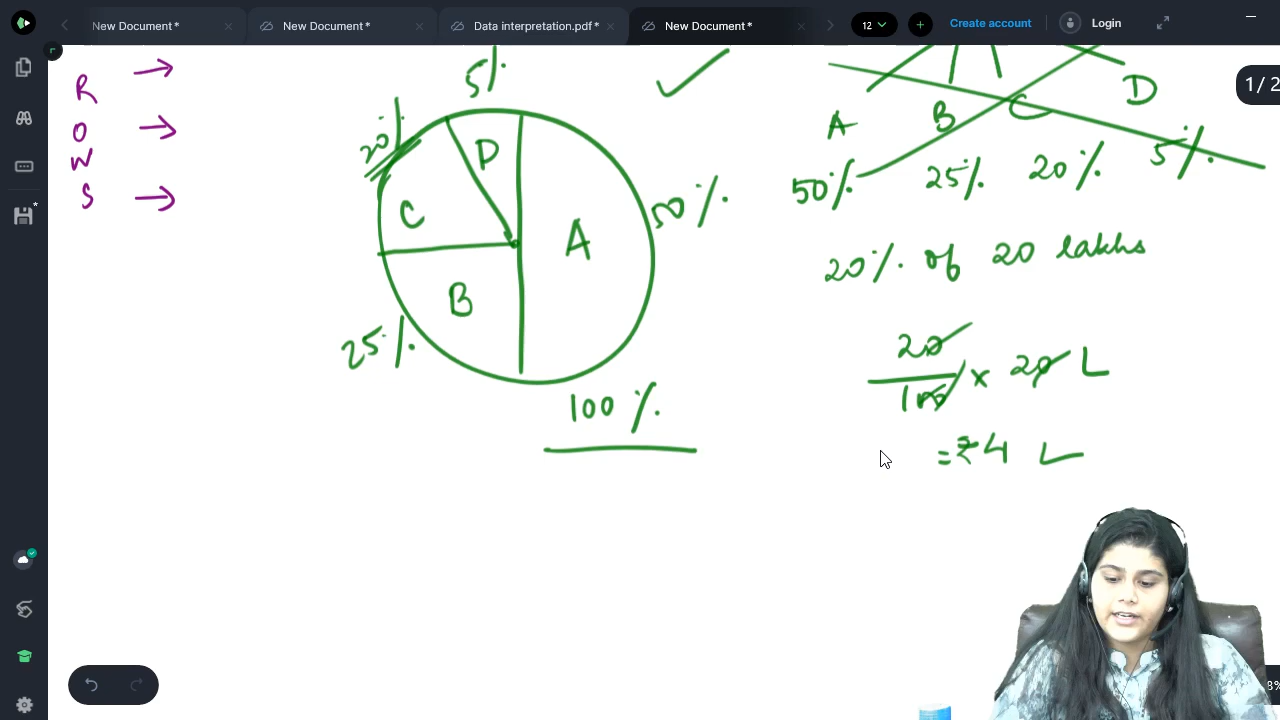 New Document *
New Document *
Data interpretation.pdf *
New Document *
12
Create account
Login
1 / 2
R
O
W
S
5%
20%
D
C
A
B
50%
25%
100 %
A
B
C
D
50%
25%
20%
5%
20% of 20 lakhs
20
100 x 20 L
= ₹4 L
8%